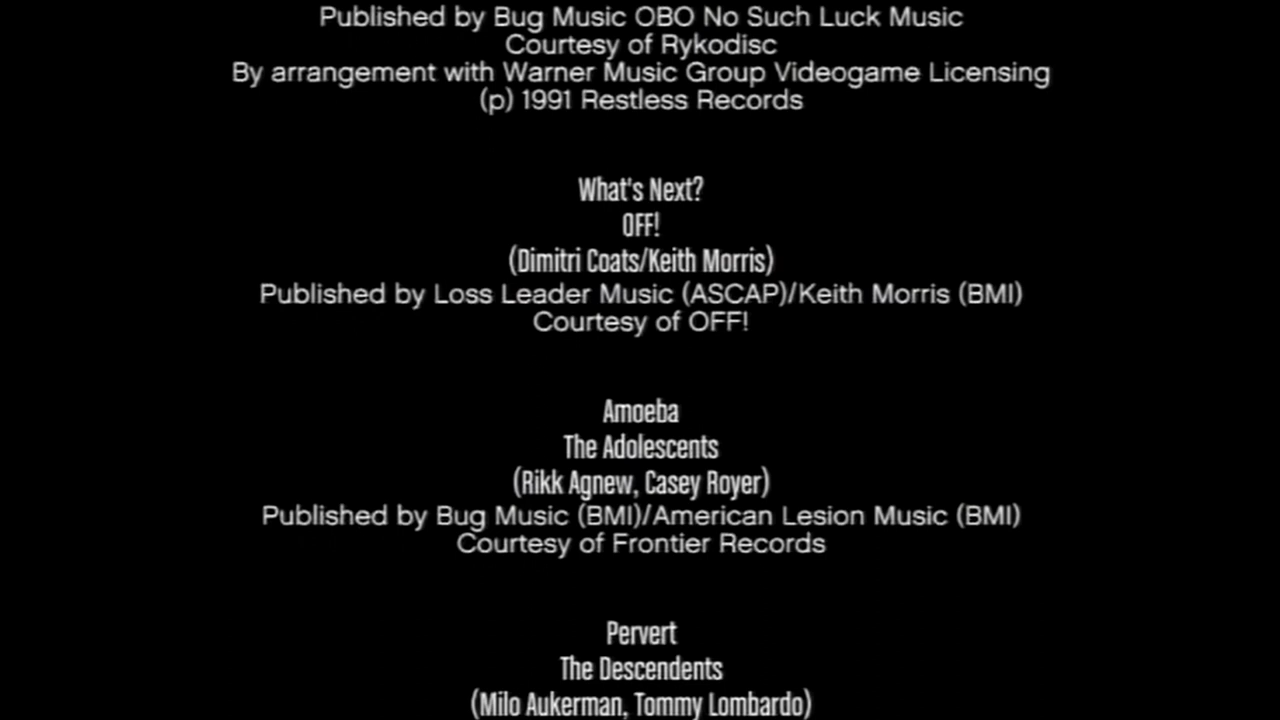 Published by Bug Music OBO No Such Luck Music
Courtesy of Rykodisc
By arrangement with Warner Music Group Videogame Licensing
(p) 1991 Restless Records
What's Next?
OFF!
(Dimitri Coats/Keith Morris)
Published by Loss Leader Music (ASCAP)/Keith Morris (BMI)
Courtesy of OFF!
Amoeba
The Adolescents
(Rikk Agnew, Casey Royer)
Published by Bug Music (BMI)/American Lesion Music (BMI)
Courtesy of Frontier Records
Pervert
The Descendents
(Milo Aukerman, Tommy Lombardo)